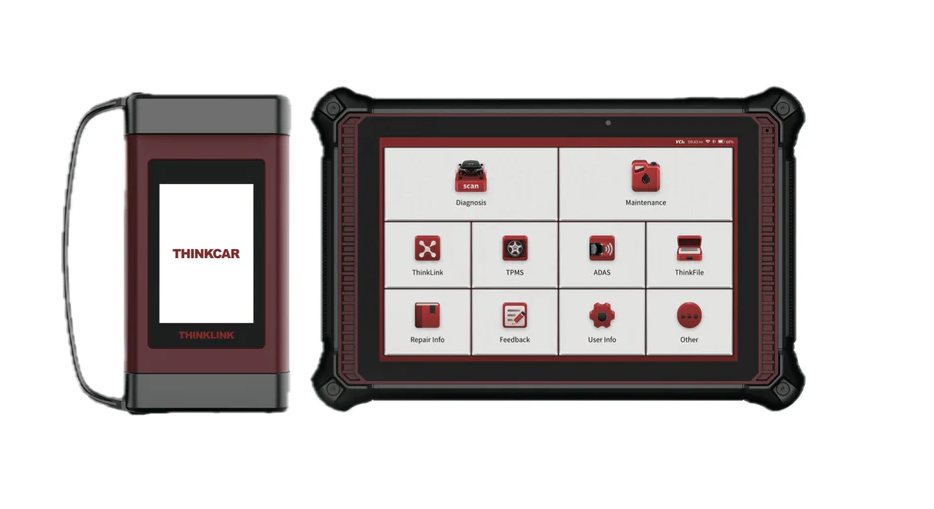 THINKCAR
THINKLINK
VCI
scan
Diagnosis
Maintenance
ThinkLink
TPMS
ADAS
ThinkFile
Repair Info
Feedback
User Info
Other